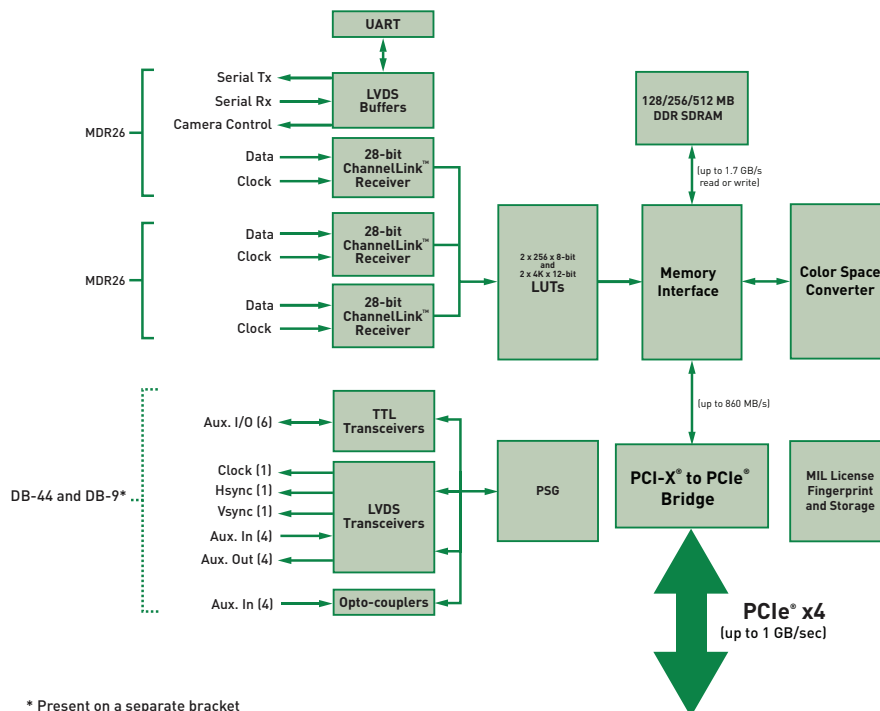 UART
Serial Tx
Serial Rx
Camera Control
LVDS
Buffers
MDR26
Data
Clock
28-bit
ChannelLink™
Receiver
128/256/512 MB
DDR SDRAM
(up to 1.7 GB/s
read or write)
MDR26
Data
Clock
28-bit
ChannelLink™
Receiver
Data
Clock
28-bit
ChannelLink™
Receiver
2 x 256 x 8-bit
and
2 x 4K x 12-bit
LUTs
Memory
Interface
Color Space
Converter
(up to 860 MB/s)
DB-44 and DB-9*
Aux. I/O (6)
TTL
Transceivers
Clock (1)
Hsync (1)
Vsync (1)
Aux. In (4)
Aux. Out (4)
LVDS
Transceivers
Aux. In (4)
Opto-couplers
PSG
PCI-X® to PCIe®
Bridge
MIL License
Fingerprint
and Storage
PCIe® x4
(up to 1 GB/sec)
* Present on a separate bracket